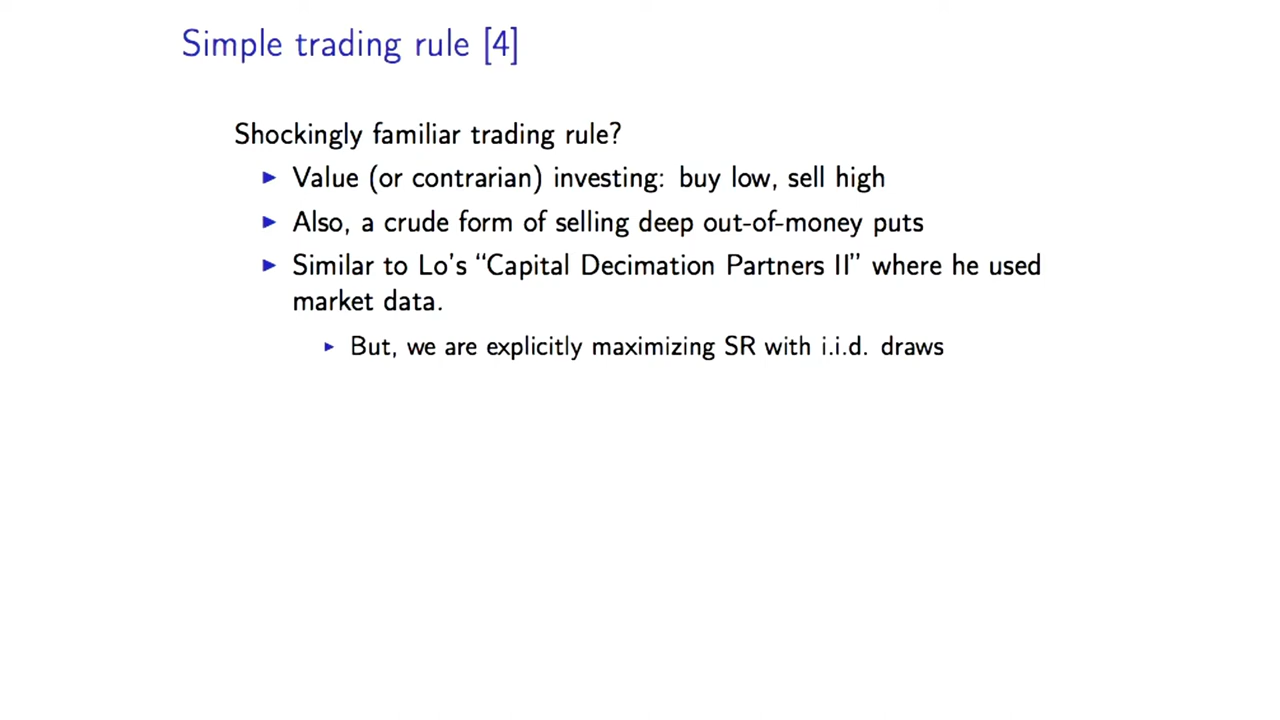 Simple trading rule [4]
Shockingly familiar trading rule?
Value (or contrarian) investing: buy low, sell high
Also, a crude form of selling deep out-of-money puts
Similar to Lo's “Capital Decimation Partners II” where he used
market data.
But, we are explicitly maximizing SR with i.i.d. draws